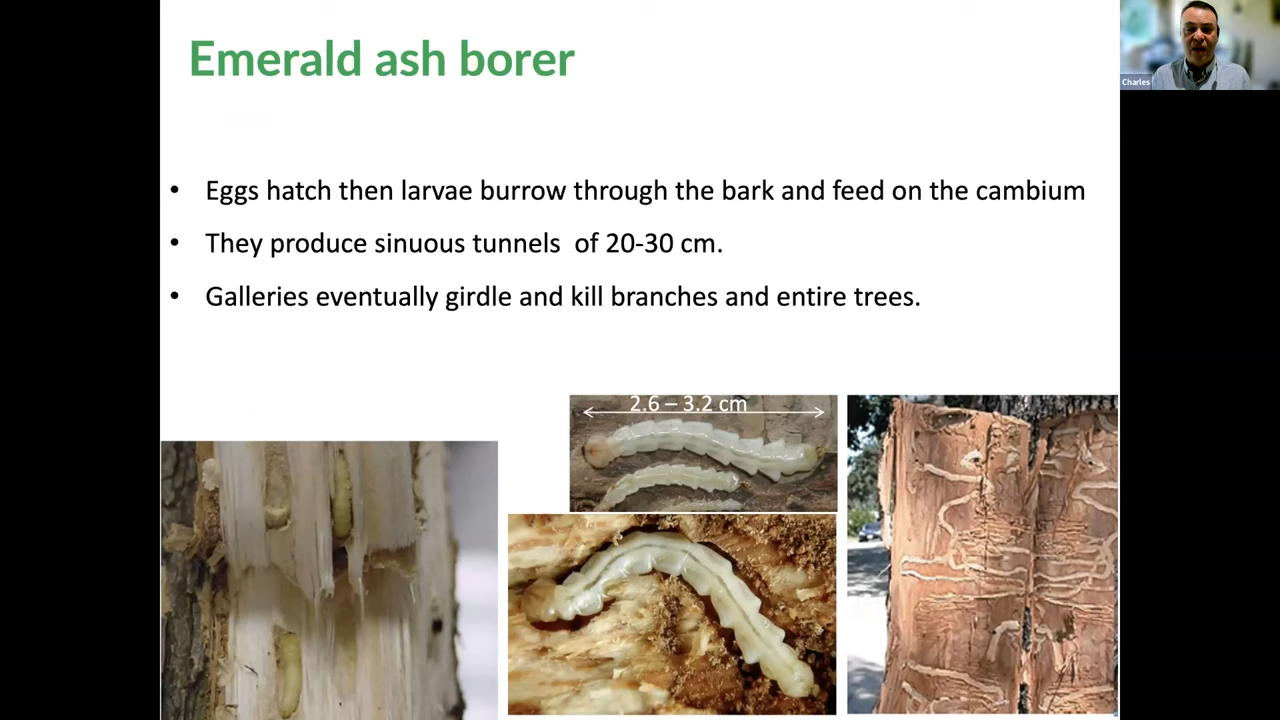 Emerald ash borer
Charles
• Eggs hatch then larvae burrow through the bark and feed on the cambium
• They produce sinuous tunnels  of 20-30 cm.
• Galleries eventually girdle and kill branches and entire trees.
2.6 – 3.2 cm